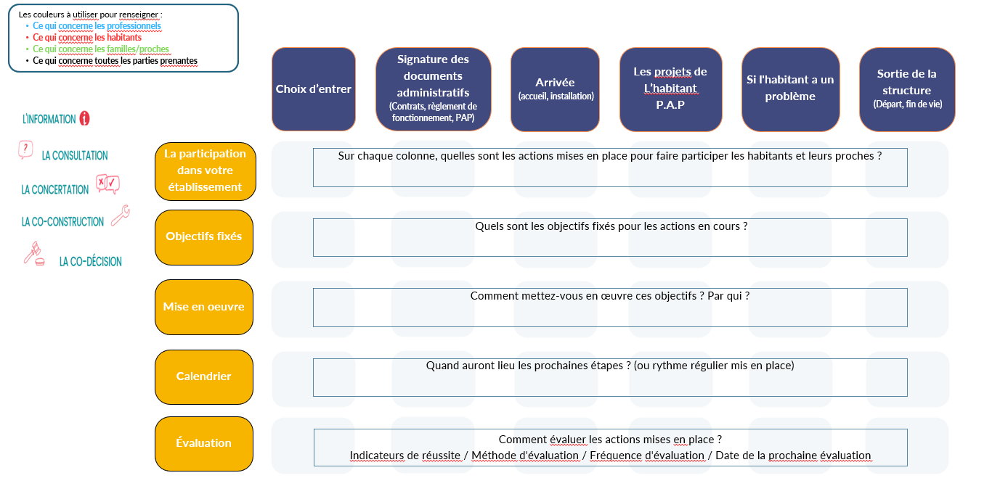 Les couleurs à utiliser pour renseigner :
• Ce qui concerne les professionnels
• Ce qui concerne les habitants
• Ce qui concerne les familles/proches
• Ce qui concerne toutes les parties prenantes
Choix d’entrer
Signature des
documents
administratifs
(Contrats, règlement de
fonctionnement, PAP)
Arrivée
(accueil, installation)
Les projets de
L’habitant
P.A.P
Si l'habitant a un
problème
Sortie de la
structure
(Départ, fin de vie)
L'INFORMATION i
? LA CONSULTATION
LA CONCERTATION
LA CO-CONSTRUCTION
LA CO-DÉCISION
La participation
dans votre
établissement
Sur chaque colonne, quelles sont les actions mises en place pour faire participer les habitants et leurs proches ?
Objectifs fixés
Quels sont les objectifs fixés pour les actions en cours ?
Mise en oeuvre
Comment mettez-vous en œuvre ces objectifs ? Par qui ?
Calendrier
Quand auront lieu les prochaines étapes ? (ou rythme régulier mis en place)
Évaluation
Comment évaluer les actions mises en place ?
Indicateurs de réussite / Méthode d'évaluation / Fréquence d'évaluation / Date de la prochaine évaluation